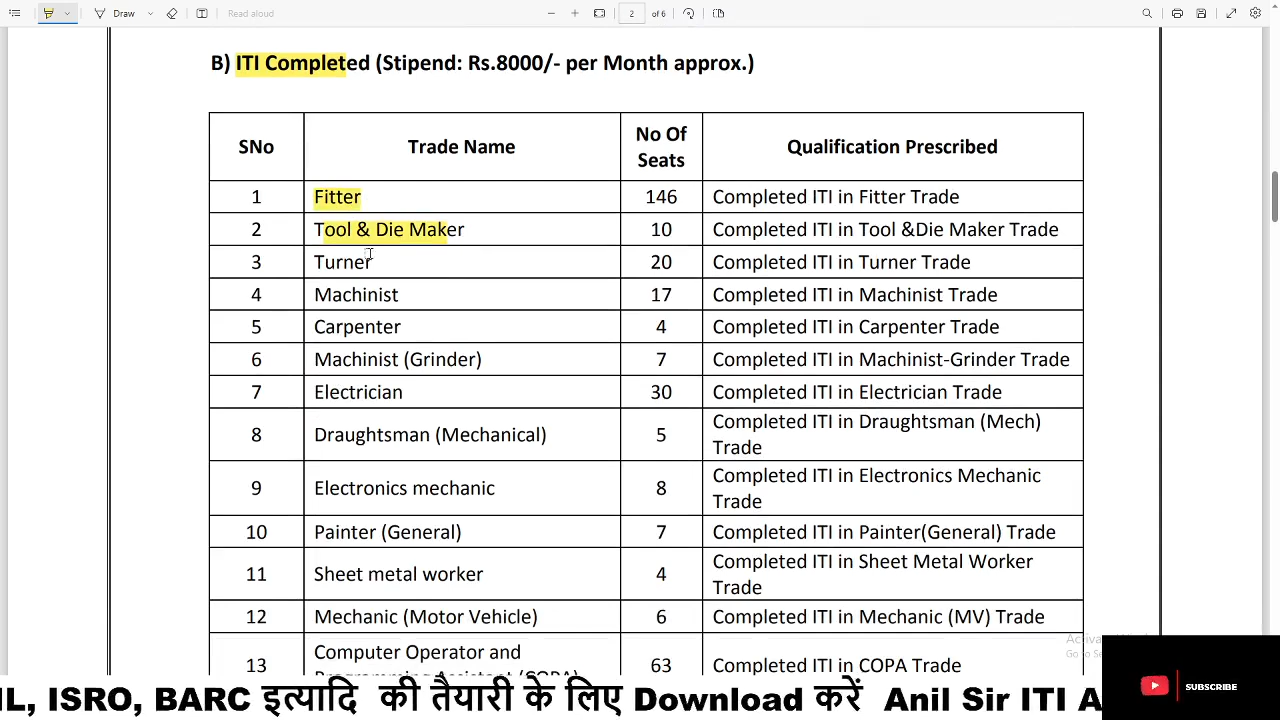 Draw
Read aloud
2 of 6
B) ITI Completed (Stipend: Rs.8000/- per Month approx.)
SNo Trade Name No Of Seats Qualification Prescribed
1 Fitter 146 Completed ITI in Fitter Trade
2 Tool & Die Maker 10 Completed ITI in Tool &Die Maker Trade
3 Turner 20 Completed ITI in Turner Trade
4 Machinist 17 Completed ITI in Machinist Trade
5 Carpenter 4 Completed ITI in Carpenter Trade
6 Machinist (Grinder) 7 Completed ITI in Machinist-Grinder Trade
7 Electrician 30 Completed ITI in Electrician Trade
8 Draughtsman (Mechanical) 5 Completed ITI in Draughtsman (Mech)
Trade
9 Electronics mechanic 8 Completed ITI in Electronics Mechanic
Trade
10 Painter (General) 7 Completed ITI in Painter(General) Trade
11 Sheet metal worker 4 Completed ITI in Sheet Metal Worker
Trade
12 Mechanic (Motor Vehicle) 6 Completed ITI in Mechanic (MV) Trade
13 Computer Operator and
63 Completed ITI in COPA Trade
IL, ISRO, BARC इत्यादि की तैयारी के लिए Download करें Anil Sir ITI A
SUBSCRIBE